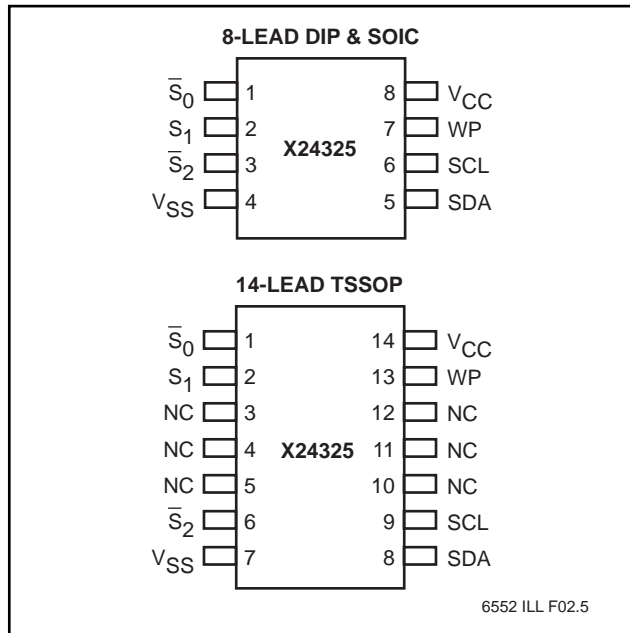 8-LEAD DIP & SOIC
S̅0 1 8 VCC
S1 2 7 WP
X24325
S̅2 3 6 SCL
VSS 4 5 SDA
14-LEAD TSSOP
S̅0 1 14 VCC
S1 2 13 WP
NC 3 12 NC
NC 4 X24325 11 NC
NC 5 10 NC
S̅2 6 9 SCL
VSS 7 8 SDA
6552 ILL F02.5